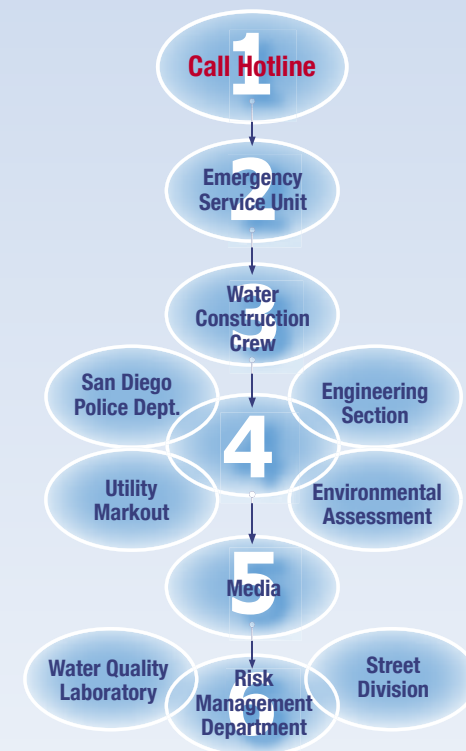 1
Call Hotline
2
Emergency
Service Unit
3
Water
Construction
Crew
San Diego
Police Dept.
Engineering
Section
4
Utility
Markout
Environmental
Assessment
5
Media
Water Quality
Laboratory
6
Risk
Management
Department
Street
Division